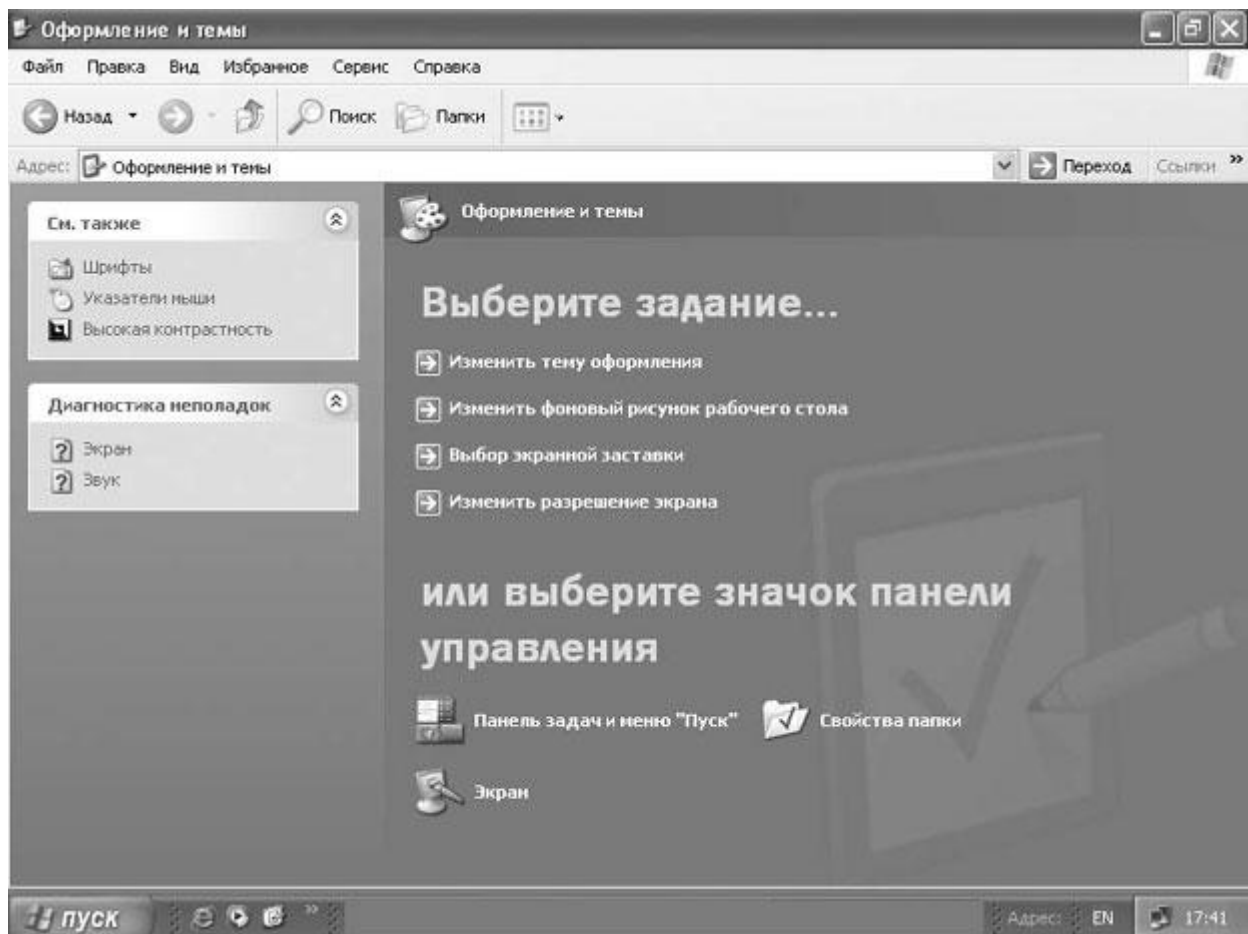 Оформление и темы
Файл Правка Вид Избранное Сервис Справка
Назад Поиск Папки
Адрес: Оформление и темы Переход Ссылки »
См. также
Шрифты
Указатели мыши
Высокая контрастность
Диагностика неполадок
Экран
Звук
Оформление и темы
Выберите задание...
Изменить тему оформления
Изменить фоновый рисунок рабочего стола
Выбор экранной заставки
Изменить разрешение экрана
или выберите значок панели
управления
Панель задач и меню "Пуск" Свойства папки
Экран
пуск » Адрес: EN 17:41